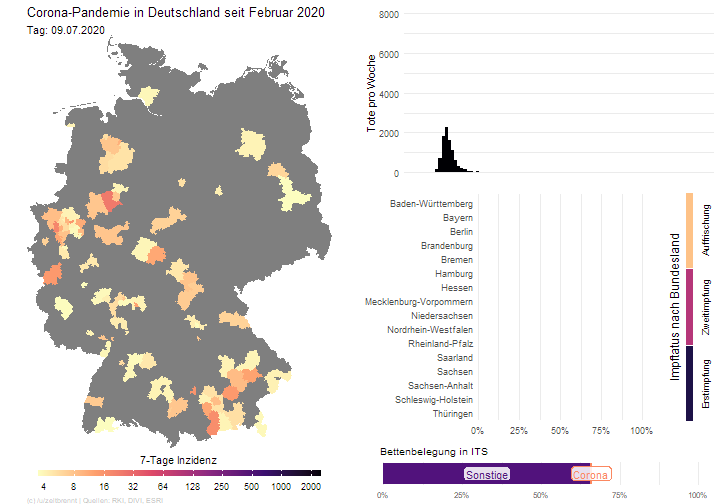 Corona-Pandemie in Deutschland seit Februar 2020
Tag: 09.07.2020
8000
6000
4000
2000
0
Tote pro Woche
Baden-Württemberg
Bayern
Berlin
Brandenburg
Bremen
Hamburg
Hessen
Mecklenburg-Vorpommern
Niedersachsen
Nordrhein-Westfalen
Rheinland-Pfalz
Saarland
Sachsen
Sachsen-Anhalt
Schleswig-Holstein
Thüringen
0% 25% 50% 75% 100%
Impfstatus nach Bundesland
Auffrischung
Zweitimpfung
Erstimpfung
7-Tage Inzidenz
4 8 16 32 64 128 250 500 1000 2000
Bettenbelegung in ITS
Sonstige Corona
0% 25% 50% 75% 100%
(c) /u/zeitbrennt | Quellen: RKI, DIVI, ESRI